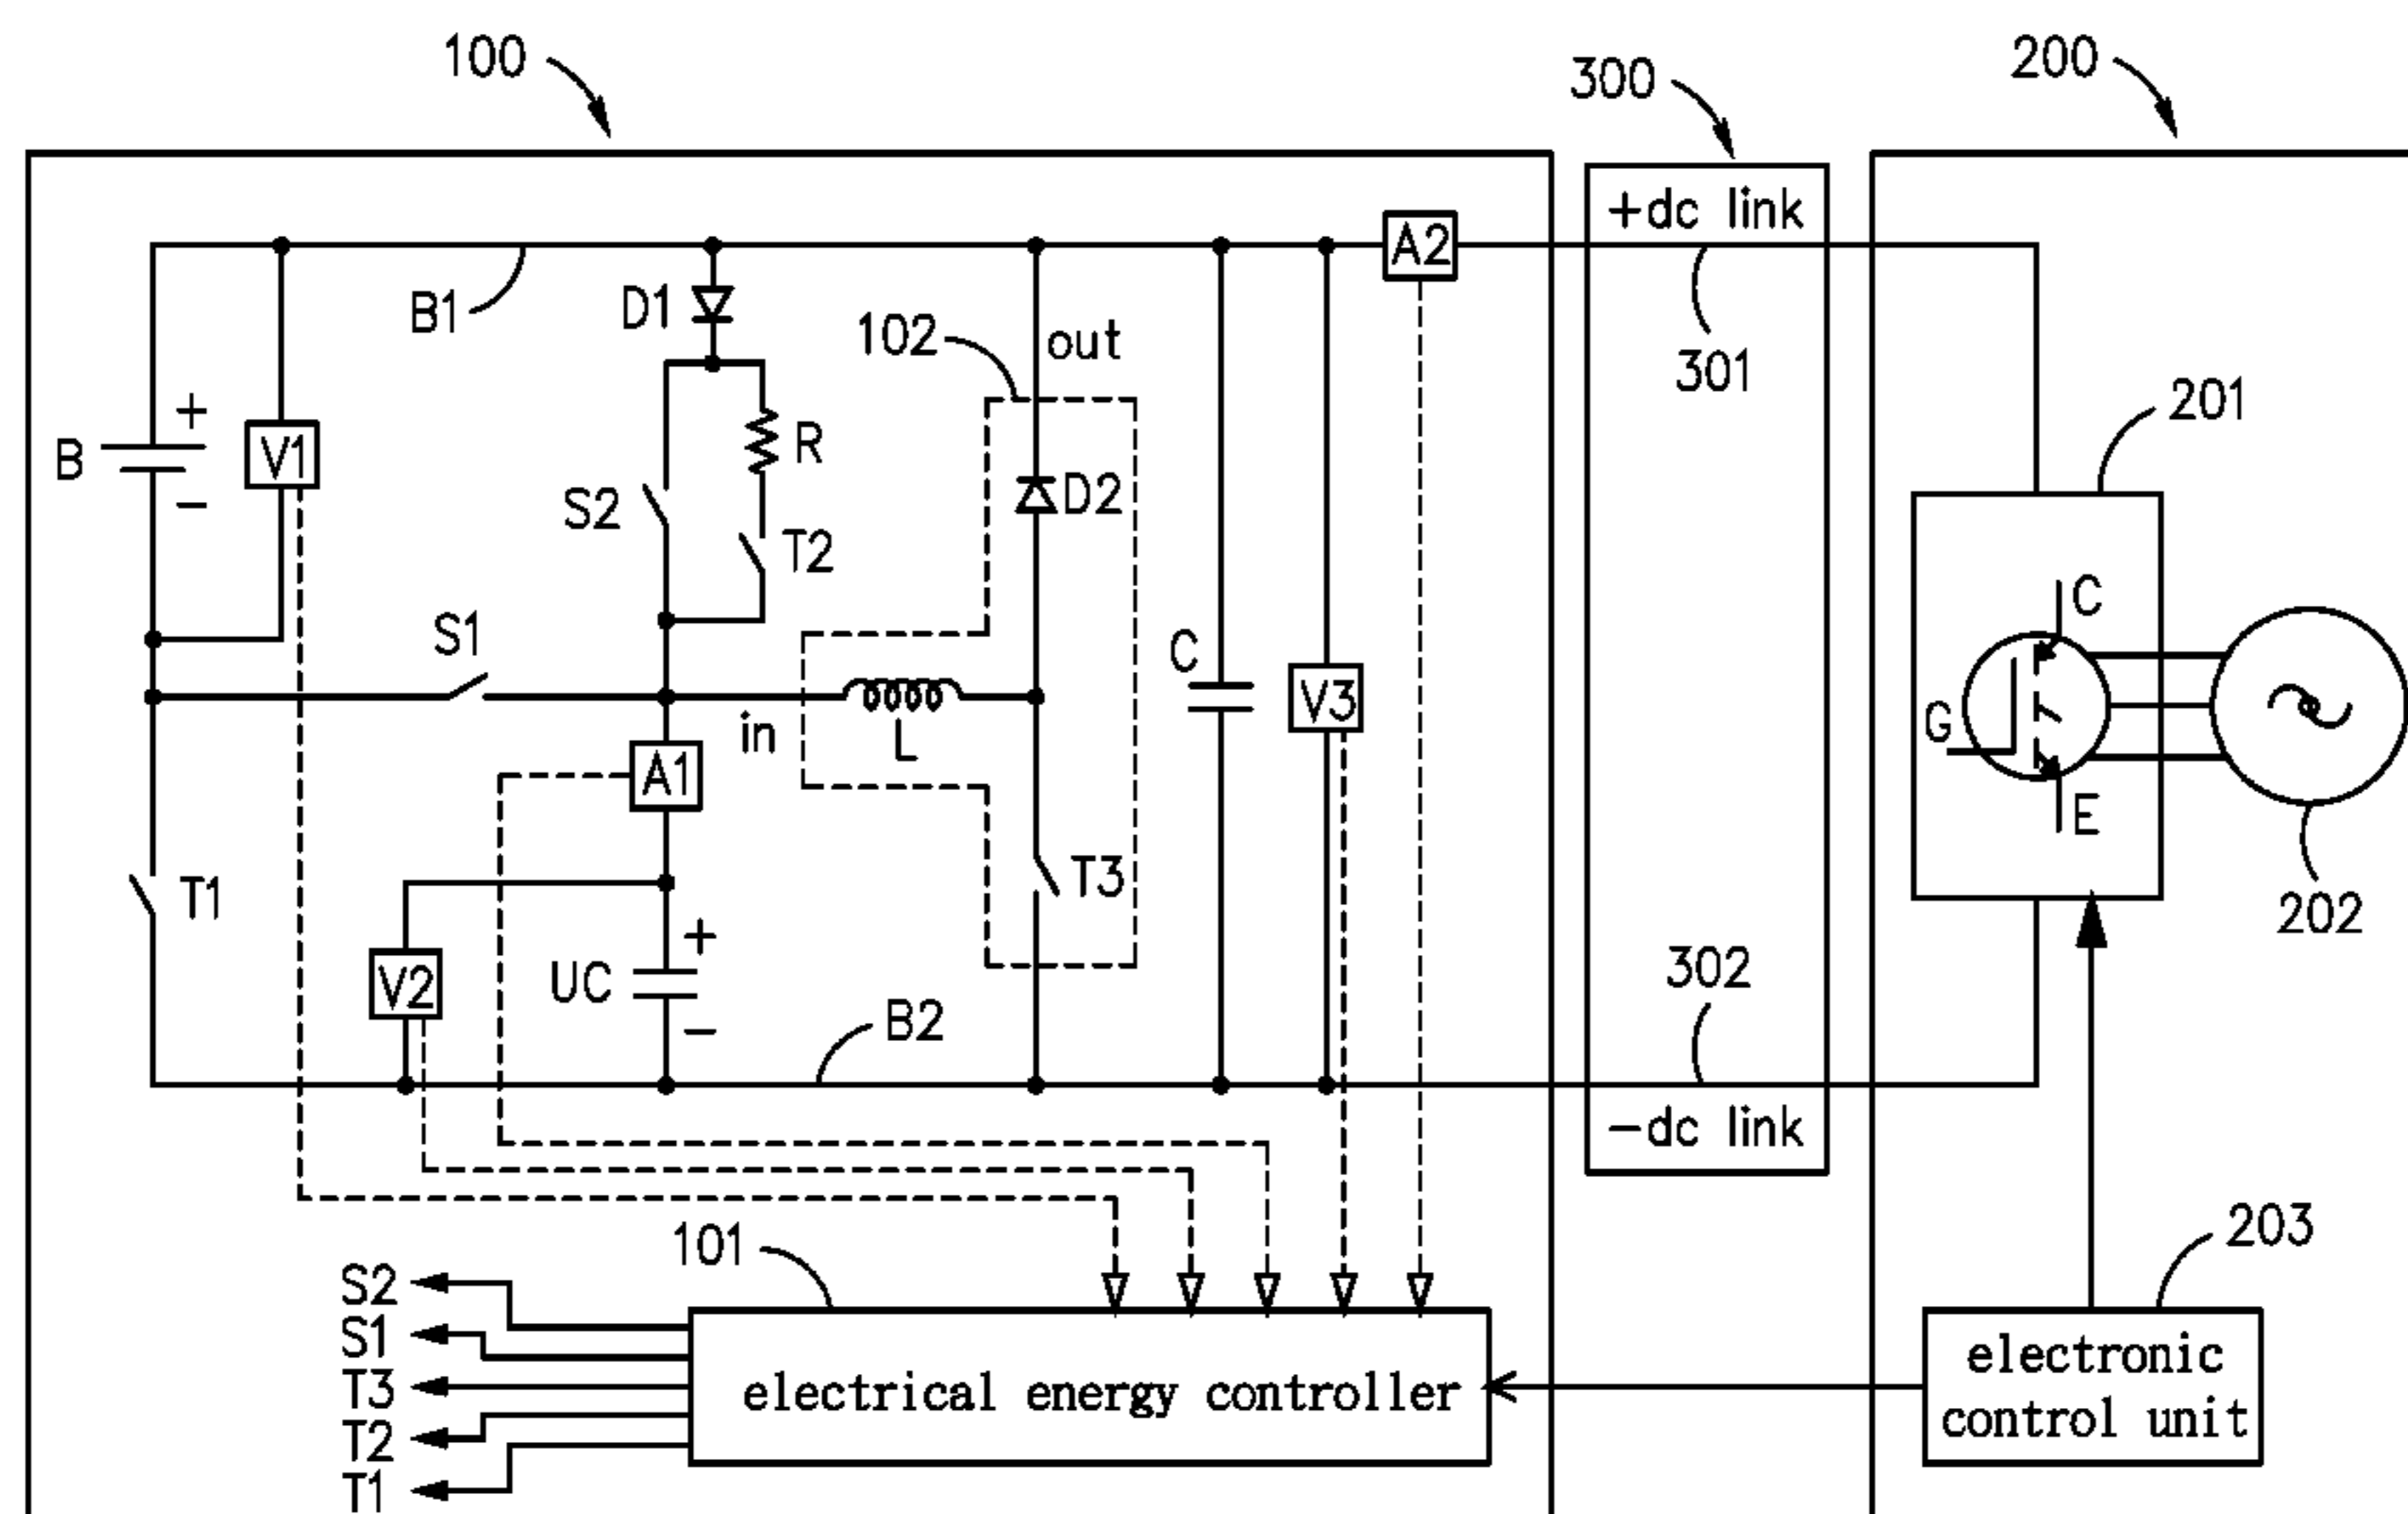 100
300
200
+dc link
A2
B1
D1
102
out
301
201
+
B
V1
R
−
S2
D2
T2
C
S1
C
V3
in
L
G
A1
E
T1
T3
202
+
V2
UC
302
−
B2
−dc link
101
203
S2
S1
T3
T2
T1
electrical energy controller
electronic
control unit